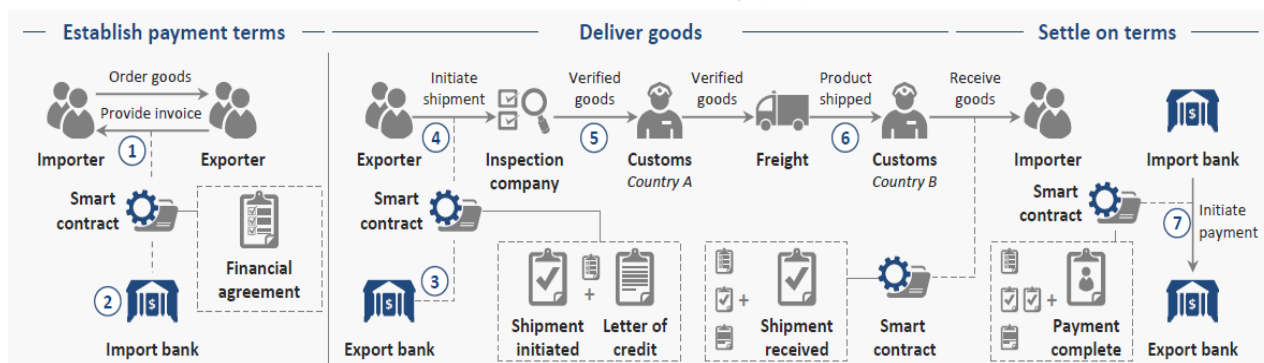 Establish payment terms
Deliver goods
Settle on terms
Order goods
Provide invoice
1
Importer
Exporter
Smart
contract
Financial
agreement
2
$
Import bank
Initiate
shipment
4
Verified
goods
5
Verified
goods
Product
shipped
6
Receive
goods
Exporter
Inspection
company
Customs
Country A
Freight
Customs
Country B
Importer
Smart
contract
3
$
Export bank
Shipment
initiated
+
Letter of
credit
+
Shipment
received
Smart
contract
$
Import bank
Smart
contract
7
Initiate
payment
+
Payment
complete
$
Export bank